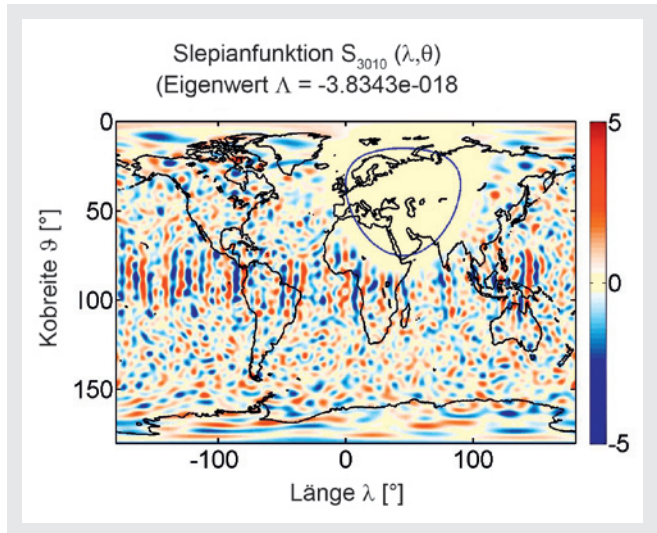 Slepianfunktion S3010 (λ,θ)
(Eigenwert Λ = -3.8343e-018
0
50
100
150
Kobreite ϑ [°]
-100
0
100
Länge λ [°]
5
0
-5